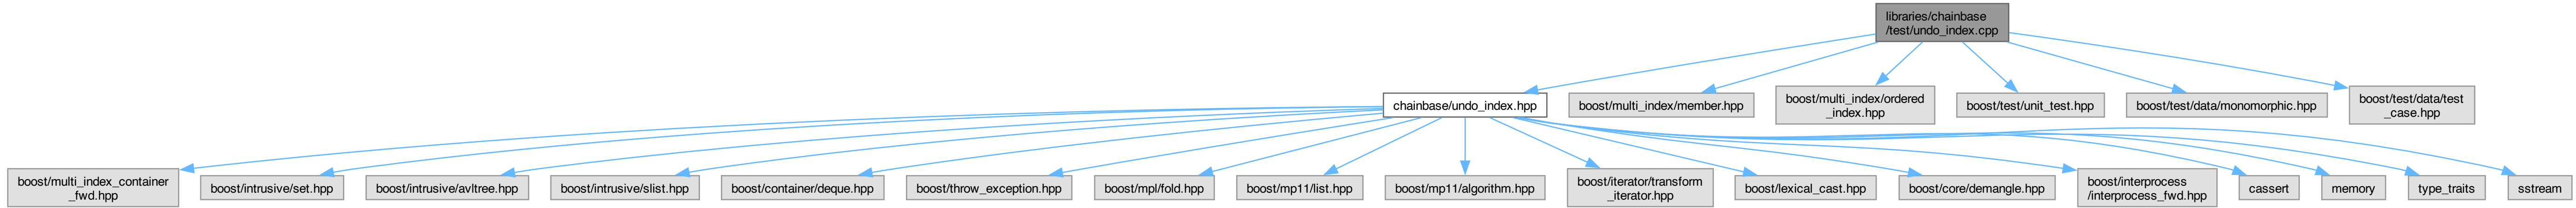 libraries/chainbase
/test/undo_index.cpp
chainbase/undo_index.hpp
boost/multi_index/member.hpp
boost/multi_index/ordered
_index.hpp
boost/test/unit_test.hpp
boost/test/data/monomorphic.hpp
boost/test/data/test
_case.hpp
boost/multi_index_container
_fwd.hpp
boost/intrusive/set.hpp
boost/intrusive/avltree.hpp
boost/intrusive/slist.hpp
boost/container/deque.hpp
boost/throw_exception.hpp
boost/mpl/fold.hpp
boost/mp11/list.hpp
boost/mp11/algorithm.hpp
boost/iterator/transform
_iterator.hpp
boost/lexical_cast.hpp
boost/core/demangle.hpp
boost/interprocess
/interprocess_fwd.hpp
cassert
memory
type_traits
sstream